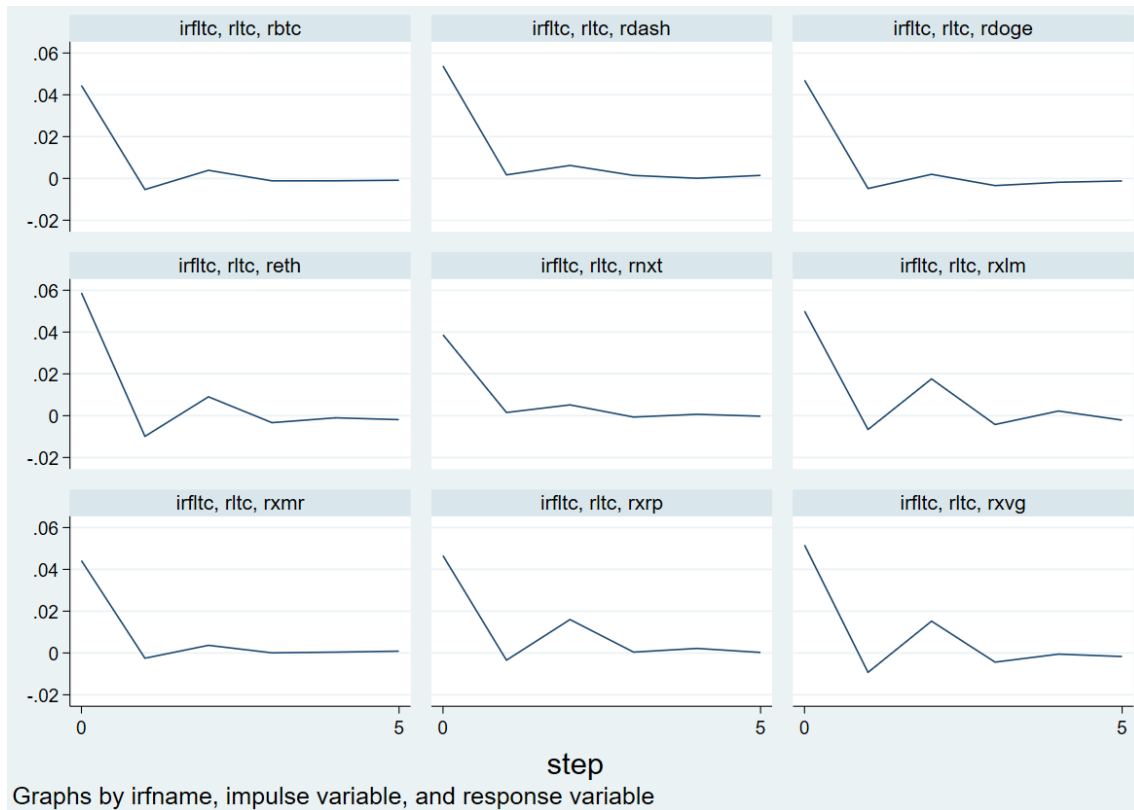 irfltc, rltc, rbtc
irfltc, rltc, rdash
irfltc, rltc, rdoge
.06
.04
.02
0
-.02
irfltc, rltc, reth
irfltc, rltc, rnxt
irfltc, rltc, rxlm
.06
.04
.02
0
-.02
irfltc, rltc, rxmr
irfltc, rltc, rxrp
irfltc, rltc, rxvg
.06
.04
.02
0
-.02
0 5
0 5
0 5
step
Graphs by irfname, impulse variable, and response variable